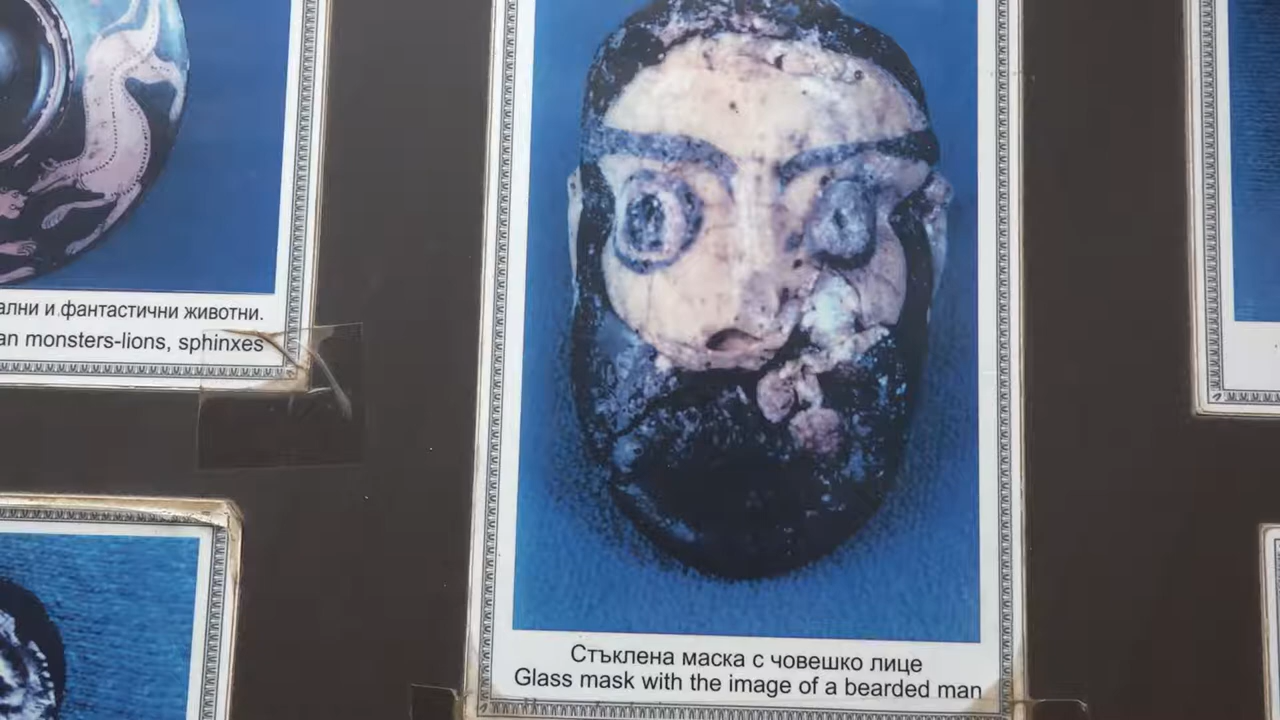 ални и фантастични животни.
an monsters-lions, sphinxes
Стъклена маска с човешко лице
Glass mask with the image of a bearded man